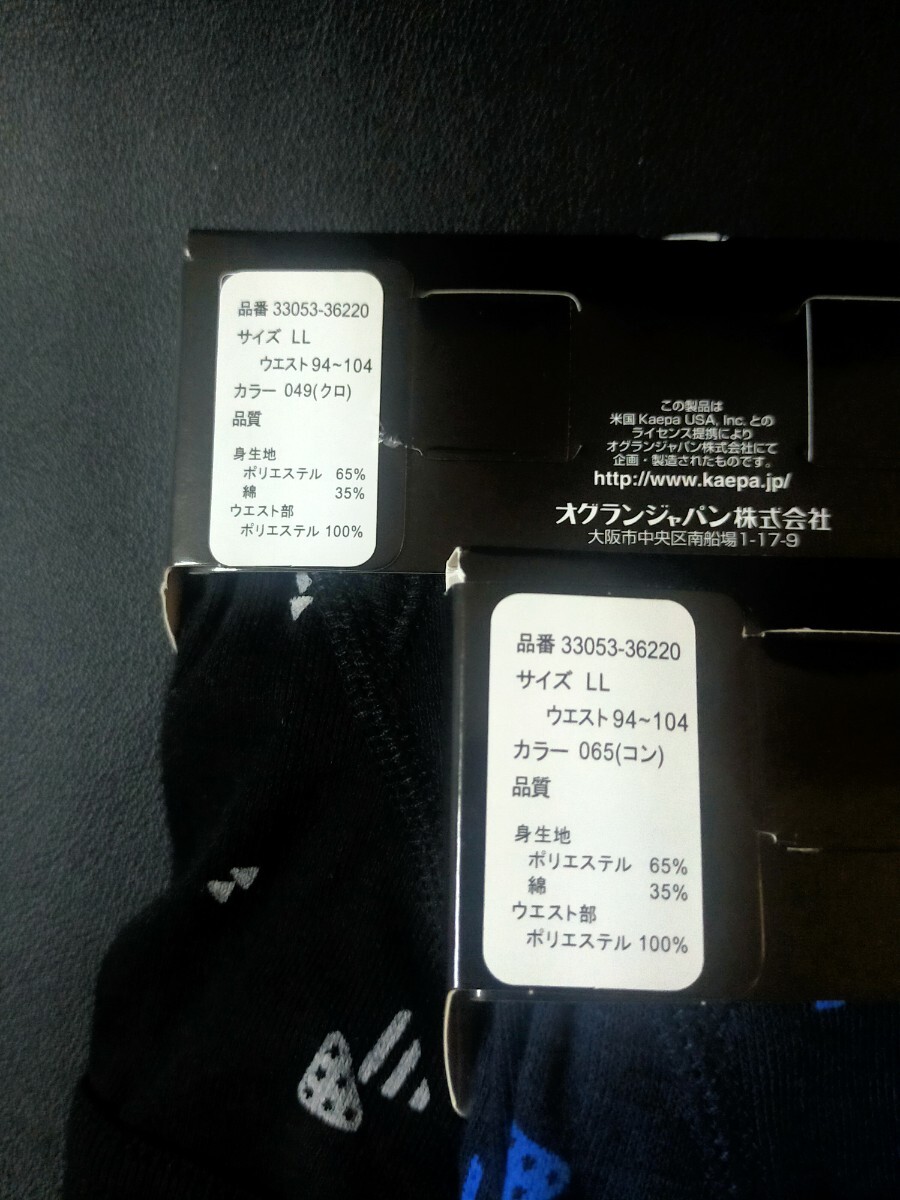 品番 33053-36220
サイズ LL
ウエスト94~104
カラー 049(クロ)
品質
身生地
ポリエステル 65%
綿 35%
ウエスト部
ポリエステル 100%
この製品は
米国Kaepa USA, Inc. との
ライセンス提携により
オグランジャパン株式会社にて
企画・製造されたものです。
http://www.kaepa.jp/
オグランジャパン株式会社
大阪市中央区南船場1-17-9
品番 33053-36220
サイズ LL
ウエスト94~104
カラー 065(コン)
品質
身生地
ポリエステル 65%
綿 35%
ウエスト部
ポリエステル 100%